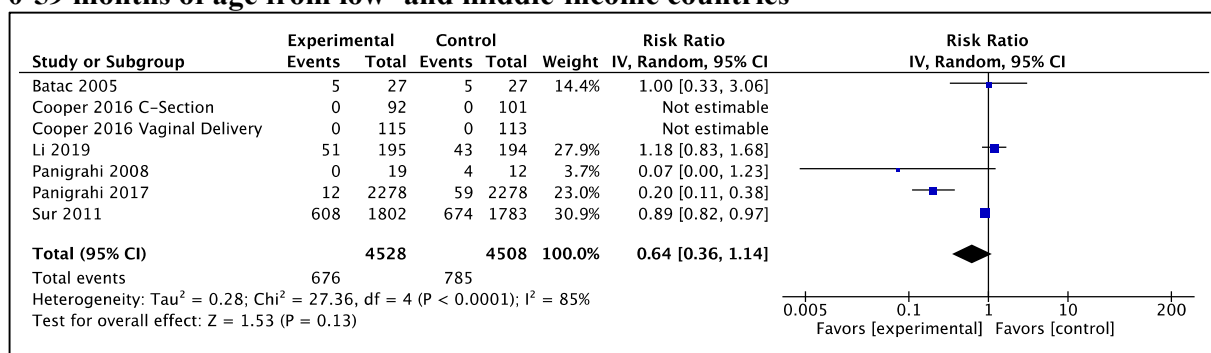 0-59 months of age from low- and middle-income countries
Experimental Control Risk Ratio Risk Ratio
Study or Subgroup Events Total Events Total Weight IV, Random, 95% CI IV, Random, 95% CI
Batac 2005 5 27 5 27 14.4% 1.00 [0.33, 3.06]
Cooper 2016 C-Section 0 92 0 101 Not estimable
Cooper 2016 Vaginal Delivery 0 115 0 113 Not estimable
Li 2019 51 195 43 194 27.9% 1.18 [0.83, 1.68]
Panigrahi 2008 0 19 4 12 3.7% 0.07 [0.00, 1.23]
Panigrahi 2017 12 2278 59 2278 23.0% 0.20 [0.11, 0.38]
Sur 2011 608 1802 674 1783 30.9% 0.89 [0.82, 0.97]
Total (95% CI) 4528 4508 100.0% 0.64 [0.36, 1.14]
Total events 676 785
Heterogeneity: Tau² = 0.28; Chi² = 27.36, df = 4 (P < 0.0001); I² = 85%
Test for overall effect: Z = 1.53 (P = 0.13)
0.005 0.1 1 10 200
Favors [experimental] Favors [control]